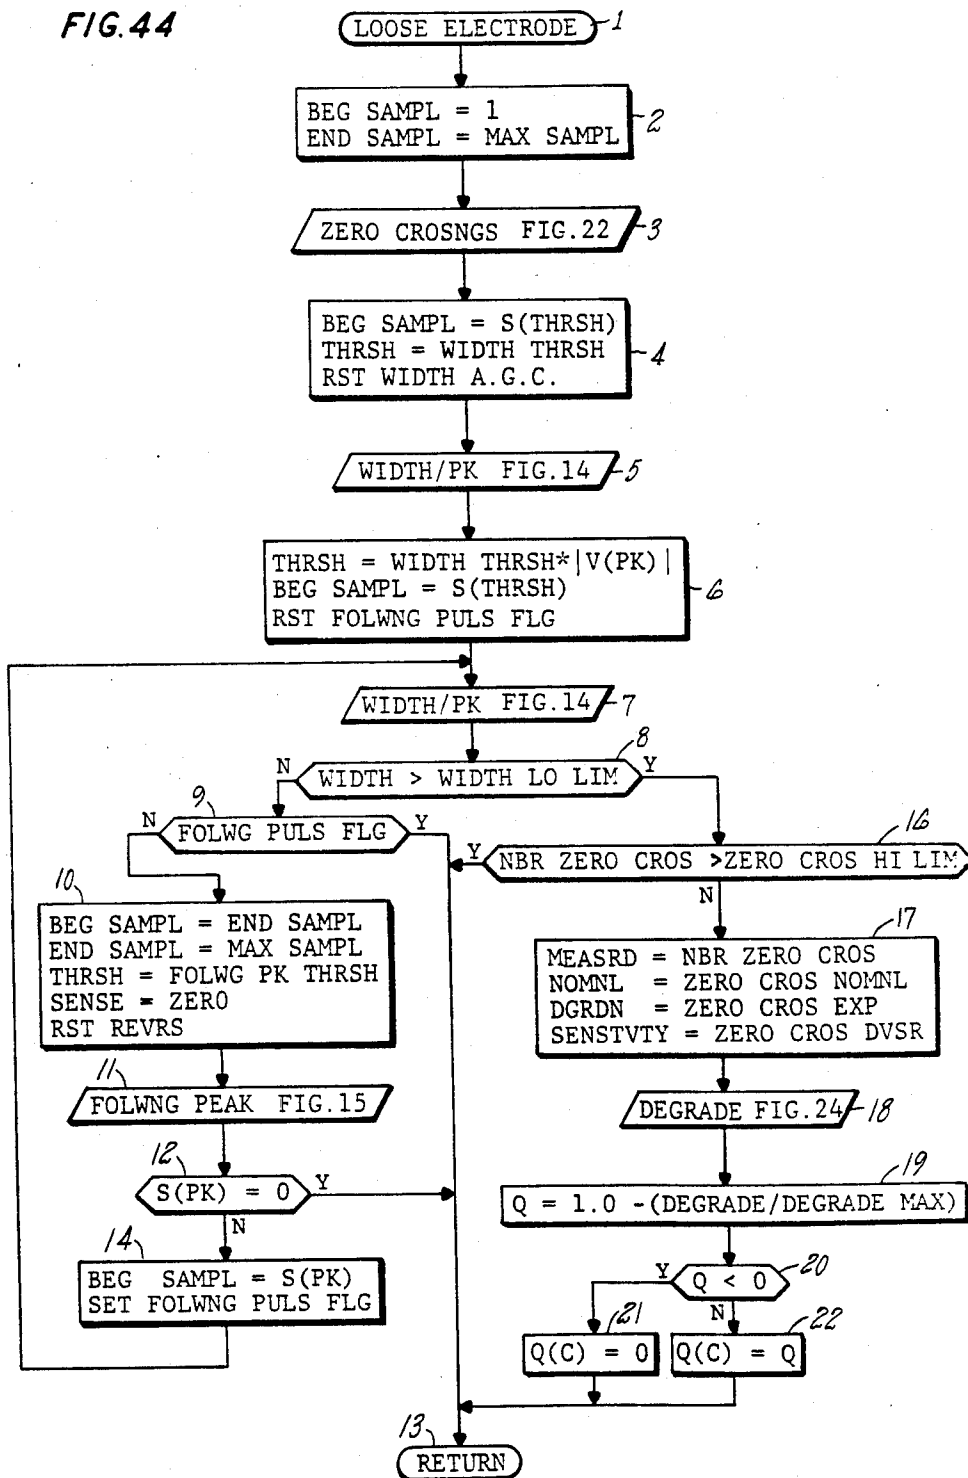 FIG.44
LOOSE ELECTRODE
1
BEG SAMPL = 1
END SAMPL = MAX SAMPL
2
ZERO CROSNGS FIG.22
3
BEG SAMPL = S(THRSH)
THRSH = WIDTH THRSH
RST WIDTH A.G.C.
4
WIDTH/PK FIG.14
5
THRSH = WIDTH THRSH*|V(PK)|
BEG SAMPL = S(THRSH)
RST FOLWNG PULS FLG
6
WIDTH/PK FIG.14
7
8
N
WIDTH > WIDTH LO LIM
Y
9
N
FOLWG PULS FLG
Y
16
Y
NBR ZERO CROS >ZERO CROS HI LIM
N
10
BEG SAMPL = END SAMPL
END SAMPL = MAX SAMPL
THRSH = FOLWG PK THRSH
SENSE = ZERO
RST REVRS
17
MEASRD = NBR ZERO CROS
NOMNL = ZERO CROS NOMNL
DGRDN = ZERO CROS EXP
SENSTVTY = ZERO CROS DVSR
11
FOLWNG PEAK FIG.15
DEGRADE FIG.24
18
12
S(PK) = 0
Y
N
19
Q = 1.0 -(DEGRADE/DEGRADE MAX)
14
BEG SAMPL = S(PK)
SET FOLWNG PULS FLG
Y
Q < 0
20
N
21
Q(C) = 0
22
Q(C) = Q
13
RETURN